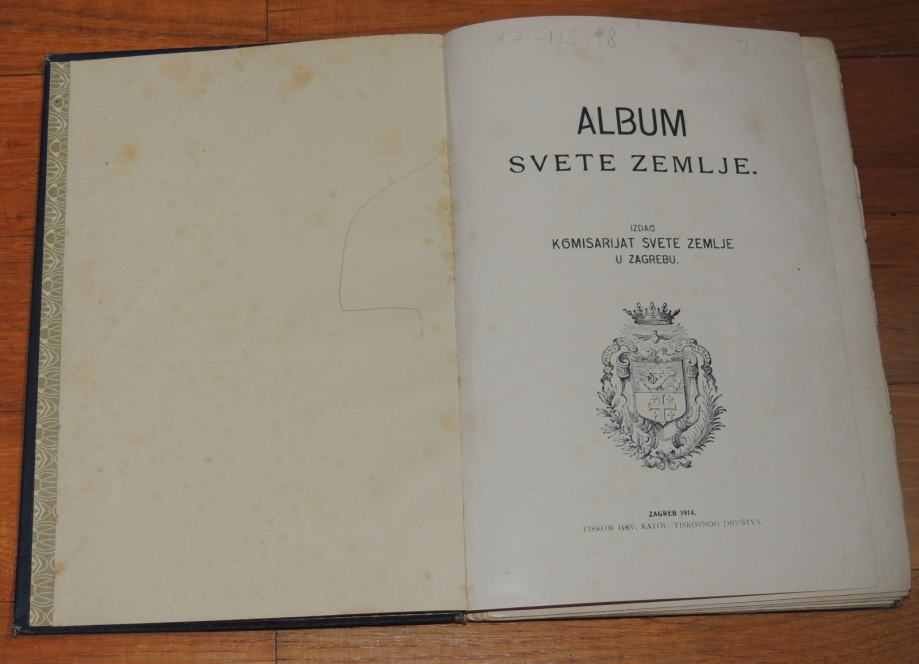 17-128-98
ALBUM
SVETE ZEMLJE.
IZDAO
KOMISARIJAT SVETE ZEMLJE
U ZAGREBU.
ZAGREB 1914.
TISKOM HRV. KATOL. TISKOVNOG DRUŠTVA.